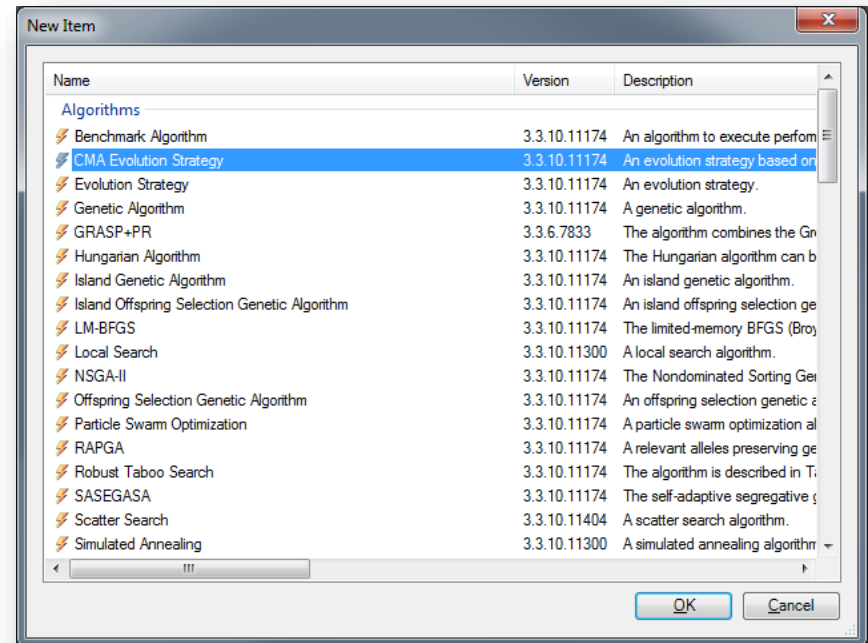 New Item
Name Version Description
Algorithms
Benchmark Algorithm 3.3.10.11174 An algorithm to execute perform
CMA Evolution Strategy 3.3.10.11174 An evolution strategy based on
Evolution Strategy 3.3.10.11174 An evolution strategy.
Genetic Algorithm 3.3.10.11174 A genetic algorithm.
GRASP+PR 3.3.6.7833 The algorithm combines the Gre
Hungarian Algorithm 3.3.10.11174 The Hungarian algorithm can b
Island Genetic Algorithm 3.3.10.11174 An island genetic algorithm.
Island Offspring Selection Genetic Algorithm 3.3.10.11174 An island offspring selection ge
LM-BFGS 3.3.10.11174 The limited-memory BFGS (Broy
Local Search 3.3.10.11300 A local search algorithm.
NSGA-II 3.3.10.11174 The Nondominated Sorting Gen
Offspring Selection Genetic Algorithm 3.3.10.11174 An offspring selection genetic a
Particle Swarm Optimization 3.3.10.11174 A particle swarm optimization al
RAPGA 3.3.10.11174 A relevant alleles preserving ge
Robust Taboo Search 3.3.10.11174 The algorithm is described in Ta
SASEGASA 3.3.10.11174 The self-adaptive segregative g
Scatter Search 3.3.10.11404 A scatter search algorithm.
Simulated Annealing 3.3.10.11300 A simulated annealing algorithm
OK Cancel